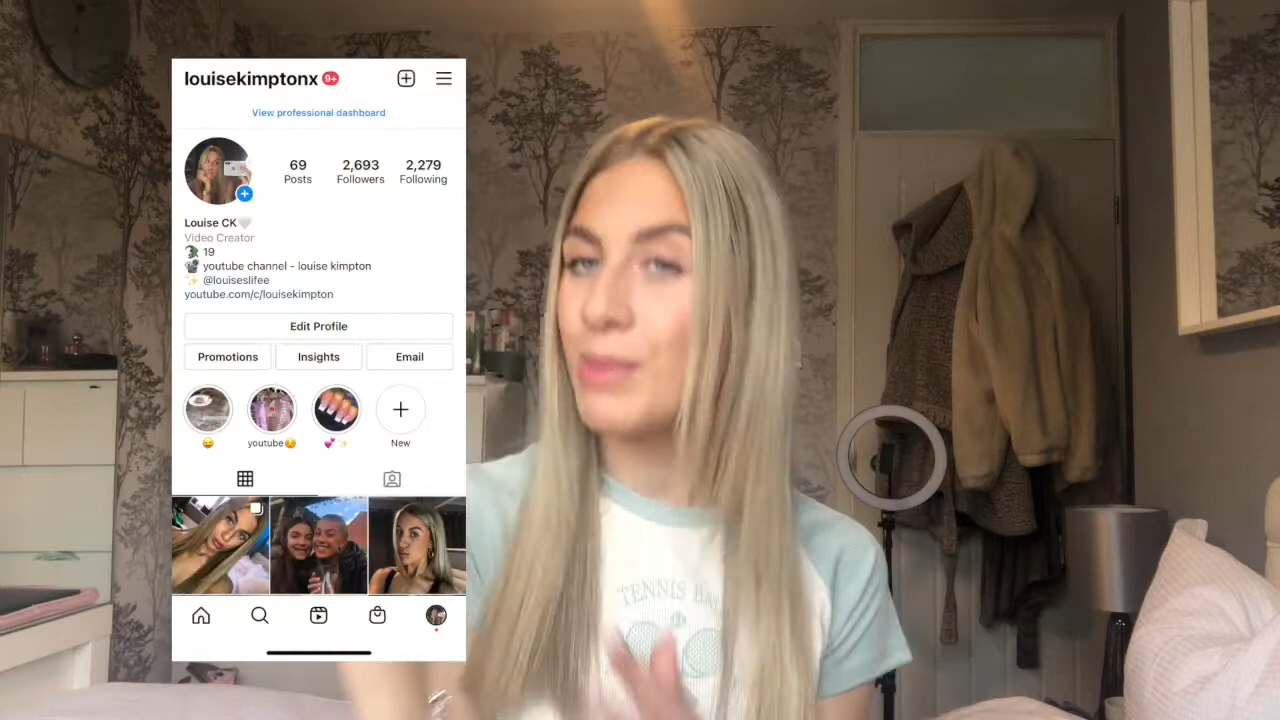 louisekimptonx 9+
View professional dashboard
69 2,693 2,279
Posts Followers Following
Louise CK🤍
Video Creator
19
youtube channel - louise kimpton
✨ @louiseslifee
youtube.com/c/louisekimpton
Edit Profile
Promotions Insights Email
😛 youtube🥱 💕✨ New
TENNIS